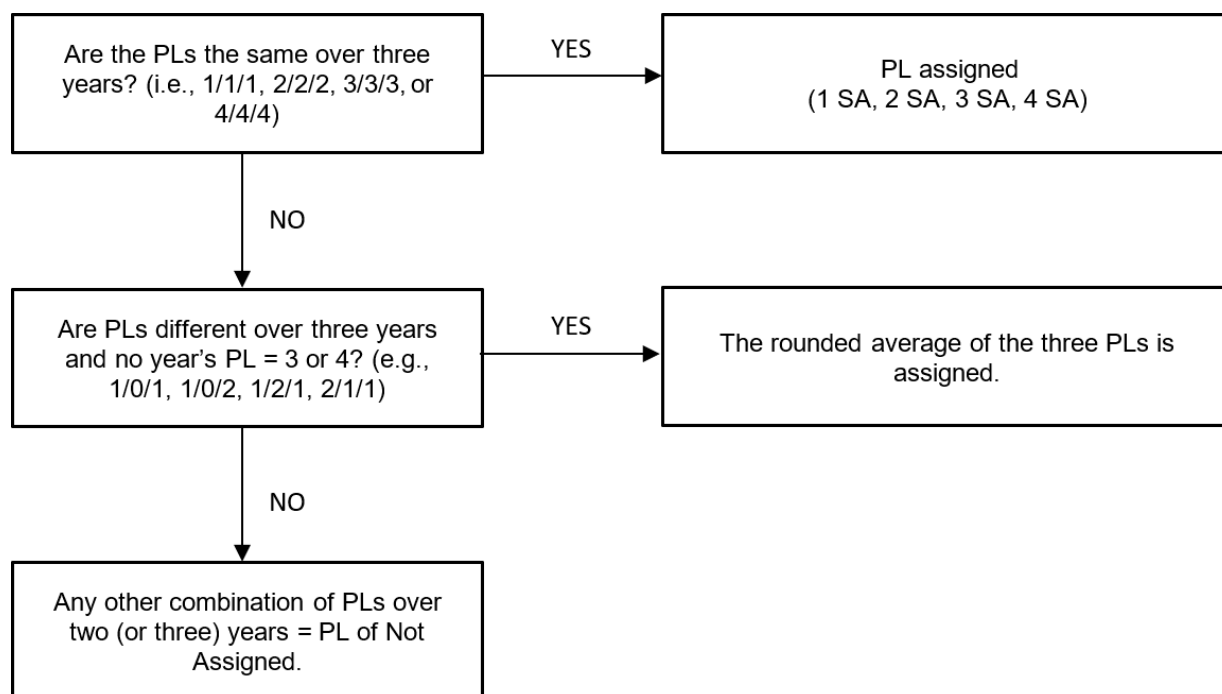 Are the PLs the same over three
years? (i.e., 1/1/1, 2/2/2, 3/3/3, or
4/4/4)
YES
PL assigned
(1 SA, 2 SA, 3 SA, 4 SA)
NO
Are PLs different over three years
and no year’s PL = 3 or 4? (e.g.,
1/0/1, 1/0/2, 1/2/1, 2/1/1)
YES
The rounded average of the three PLs is
assigned.
NO
Any other combination of PLs over
two (or three) years = PL of Not
Assigned.